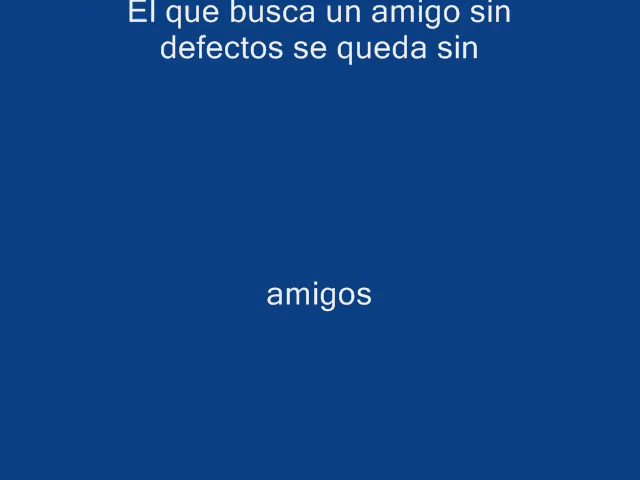 El que busca un amigo sin
defectos se queda sin
amigos